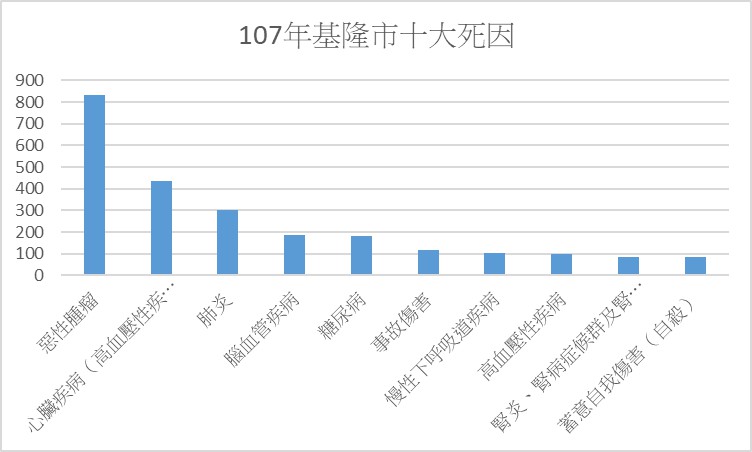 107年基隆市十大死因
900
800
700
600
500
400
300
200
100
0
惡性腫瘤
心臟疾病（高血壓性疾…
肺炎
腦血管疾病
糖尿病
事故傷害
慢性下呼吸道疾病
高血壓性疾病
腎炎、腎病症候群及腎…
蓄意自我傷害（自殺）